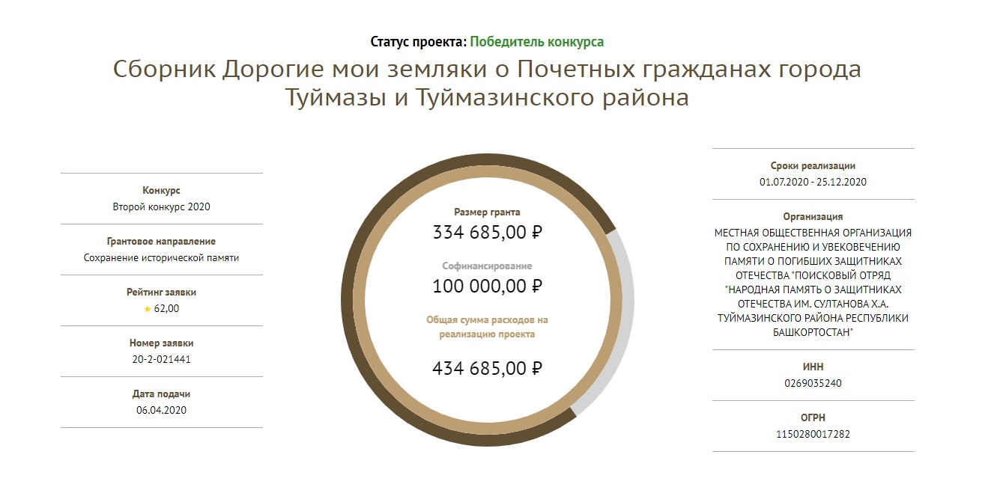 Статус проекта: Победитель конкурса
Сборник Дорогие мои земляки о Почетных гражданах города
Туймазы и Туймазинского района
Конкурс
Второй конкурс 2020
Грантовое направление
Сохранение исторической памяти
Рейтинг заявки
★ 62,00
Номер заявки
20-2-021441
Дата подачи
06.04.2020
Размер гранта
334 685,00 ₽
Софинансирование
100 000,00 ₽
Общая сумма расходов на
реализацию проекта
434 685,00 ₽
Сроки реализации
01.07.2020 - 25.12.2020
Организация
МЕСТНАЯ ОБЩЕСТВЕННАЯ ОРГАНИЗАЦИЯ
ПО СОХРАНЕНИЮ И УВЕКОВЕЧЕНИЮ
ПАМЯТИ О ПОГИБШИХ ЗАЩИТНИКАХ
ОТЕЧЕСТВА "ПОИСКОВЫЙ ОТРЯД
"НАРОДНАЯ ПАМЯТЬ О ЗАЩИТНИКАХ
ОТЕЧЕСТВА ИМ. СУЛТАНОВА Х.А.
ТУЙМАЗИНСКОГО РАЙОНА РЕСПУБЛИКИ
БАШКОРТОСТАН"
ИНН
0269035240
ОГРН
1150280017282